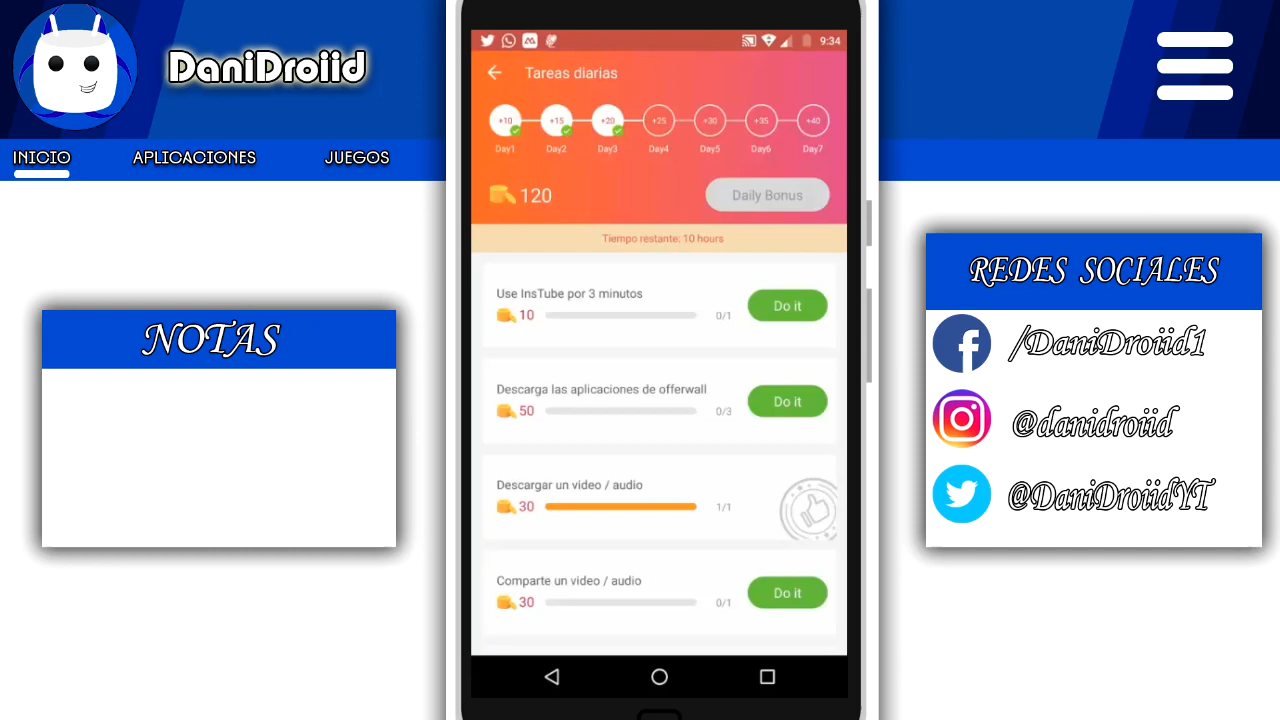 DaniDroiid
INICIO
APLICACIONES
JUEGOS
NOTAS
9:34
Tareas diarias
+10
+15
+20
+25
+30
+35
+40
Day1
Day2
Day3
Day4
Day5
Day6
Day7
120
Daily Bonus
Tiempo restante: 10 hours
Use InsTube por 3 minutos
10
0/1
Do it
Descarga las aplicaciones de offerwall
50
0/3
Do it
Descargar un video / audio
30
1/1
Comparte un video / audio
30
0/1
Do it
REDES SOCIALES
/DaniDroiid1
@danidroiid
@DaniDroiidYT